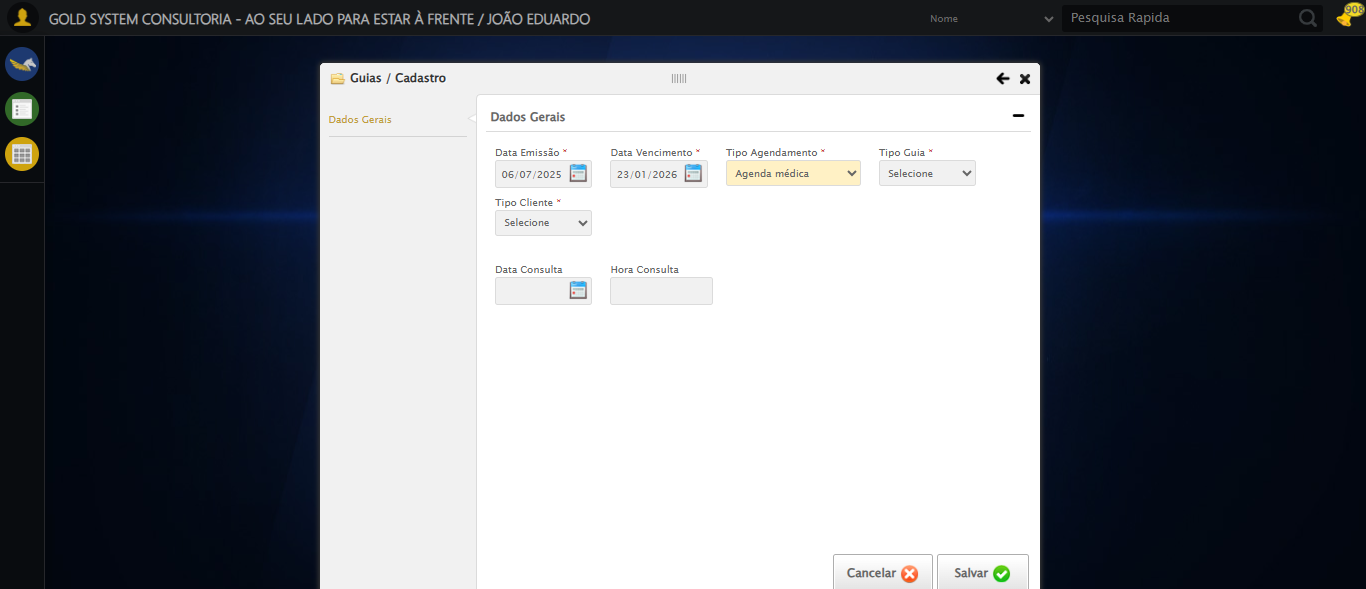 GOLD SYSTEM CONSULTORIA - AO SEU LADO PARA ESTAR À FRENTE / JOÃO EDUARDO
Nome
Pesquisa Rapida
908
Guias / Cadastro
Dados Gerais
Dados Gerais
Data Emissão * Data Vencimento * Tipo Agendamento * Tipo Guia *
06/07/2025 23/01/2026 Agenda médica Selecione
Tipo Cliente *
Selecione
Data Consulta Hora Consulta
Cancelar Salvar